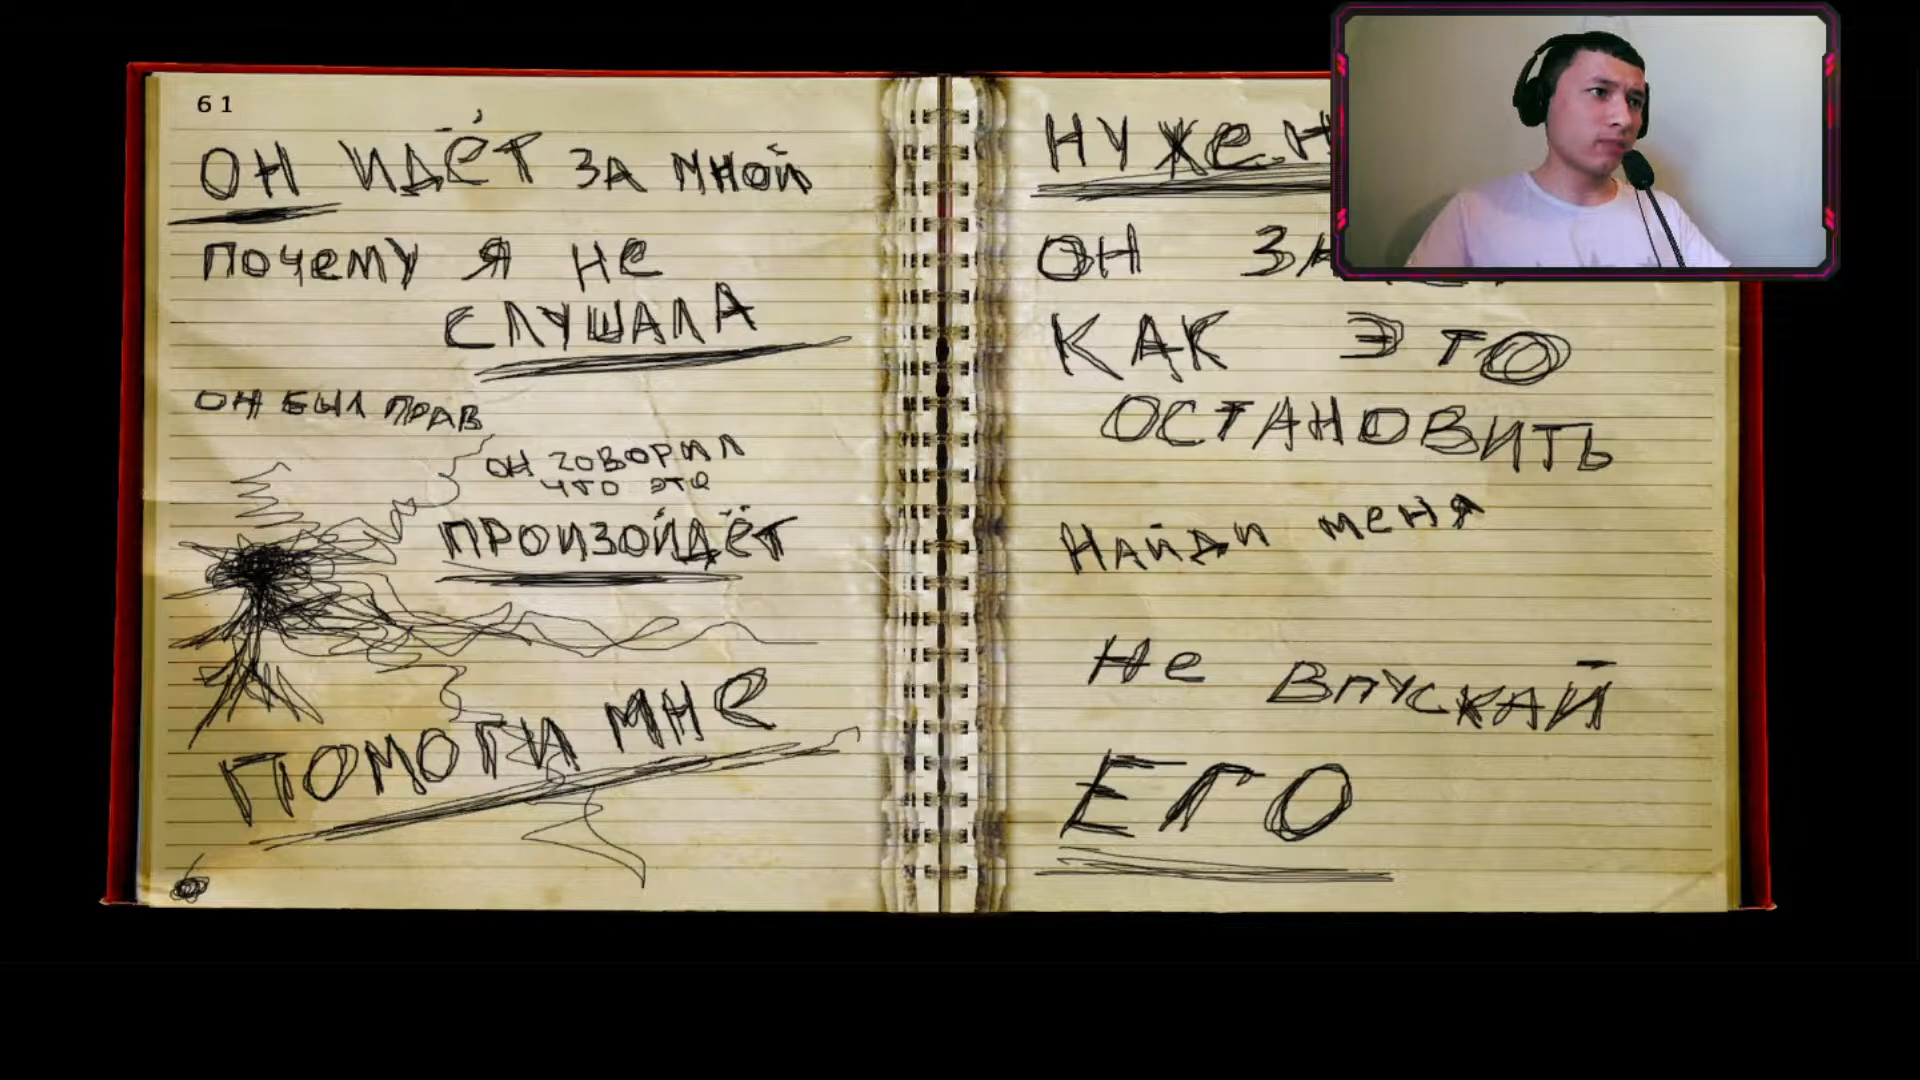 61
ОН ИДЁТ ЗА МНОЙ
ПОЧЕМУ Я НЕ
СЛУШАЛА
ОН БЫЛ ПРАВ
ОН ГОВОРИЛ
ЧТО ЭТО
ПРОИЗОЙДЁТ
ПОМОГИ МНЕ
ОН
КАК ЭТО
ОСТАНОВИТЬ
НАЙДИ МЕНЯ
НЕ ВПУСКАЙ
ЕГО